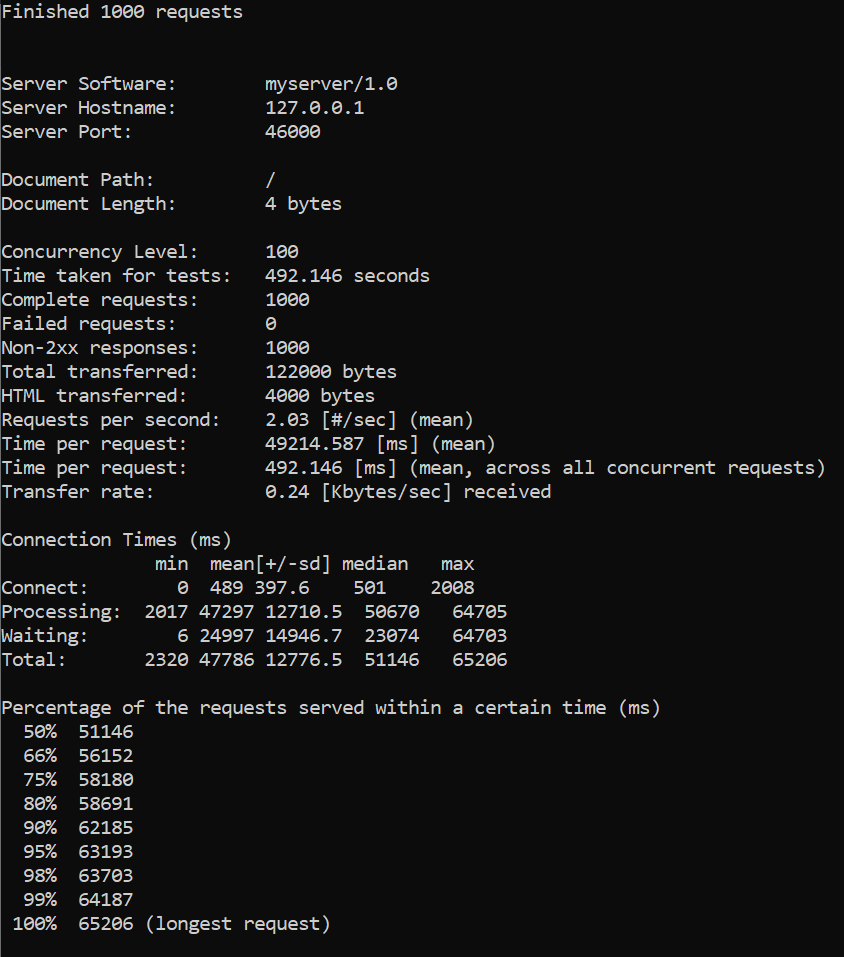 Finished 1000 requests
Server Software:        myserver/1.0
Server Hostname:        127.0.0.1
Server Port:            46000
Document Path:          /
Document Length:        4 bytes
Concurrency Level:      100
Time taken for tests:   492.146 seconds
Complete requests:      1000
Failed requests:        0
Non-2xx responses:      1000
Total transferred:      122000 bytes
HTML transferred:       4000 bytes
Requests per second:    2.03 [#/sec] (mean)
Time per request:       49214.587 [ms] (mean)
Time per request:       492.146 [ms] (mean, across all concurrent requests)
Transfer rate:          0.24 [Kbytes/sec] received
Connection Times (ms)
              min  mean[+/-sd] median   max
Connect:        0  489 397.6    501    2008
Processing:  2017 47297 12710.5  50670   64705
Waiting:        6 24997 14946.7  23074   64703
Total:       2320 47786 12776.5  51146   65206
Percentage of the requests served within a certain time (ms)
  50%  51146
  66%  56152
  75%  58180
  80%  58691
  90%  62185
  95%  63193
  98%  63703
  99%  64187
 100%  65206 (longest request)